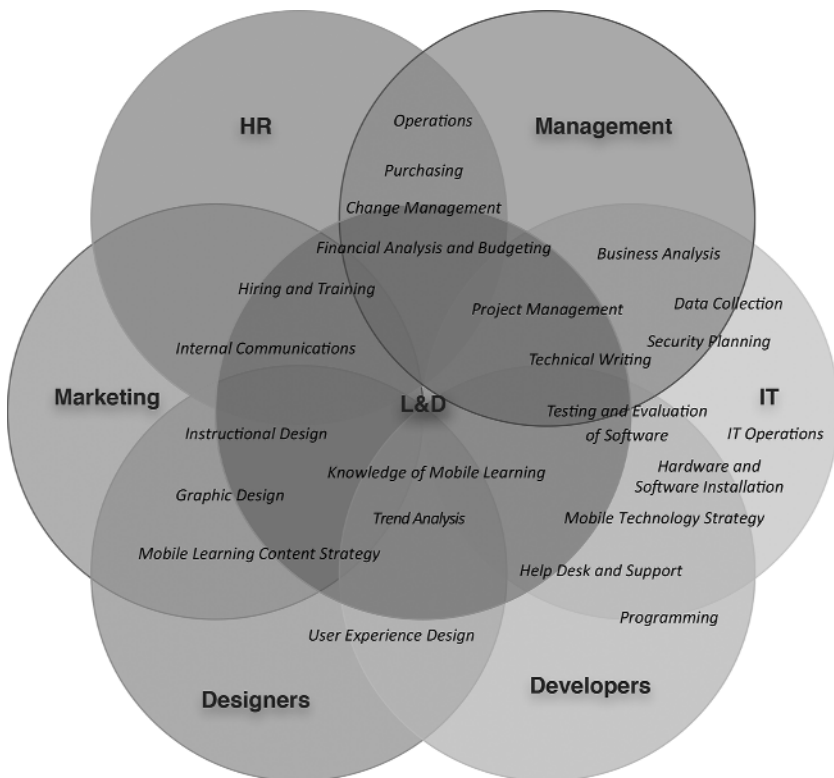 HR
Operations
Management
Purchasing
Change Management
Financial Analysis and Budgeting
Business Analysis
Hiring and Training
Project Management
Data Collection
Internal Communications
Security Planning
Technical Writing
Marketing
L&D
IT
Testing and Evaluation
of Software
Instructional Design
IT Operations
Knowledge of Mobile Learning
Hardware and
Software Installation
Graphic Design
Trend Analysis
Mobile Technology Strategy
Mobile Learning Content Strategy
Help Desk and Support
User Experience Design
Programming
Designers
Developers